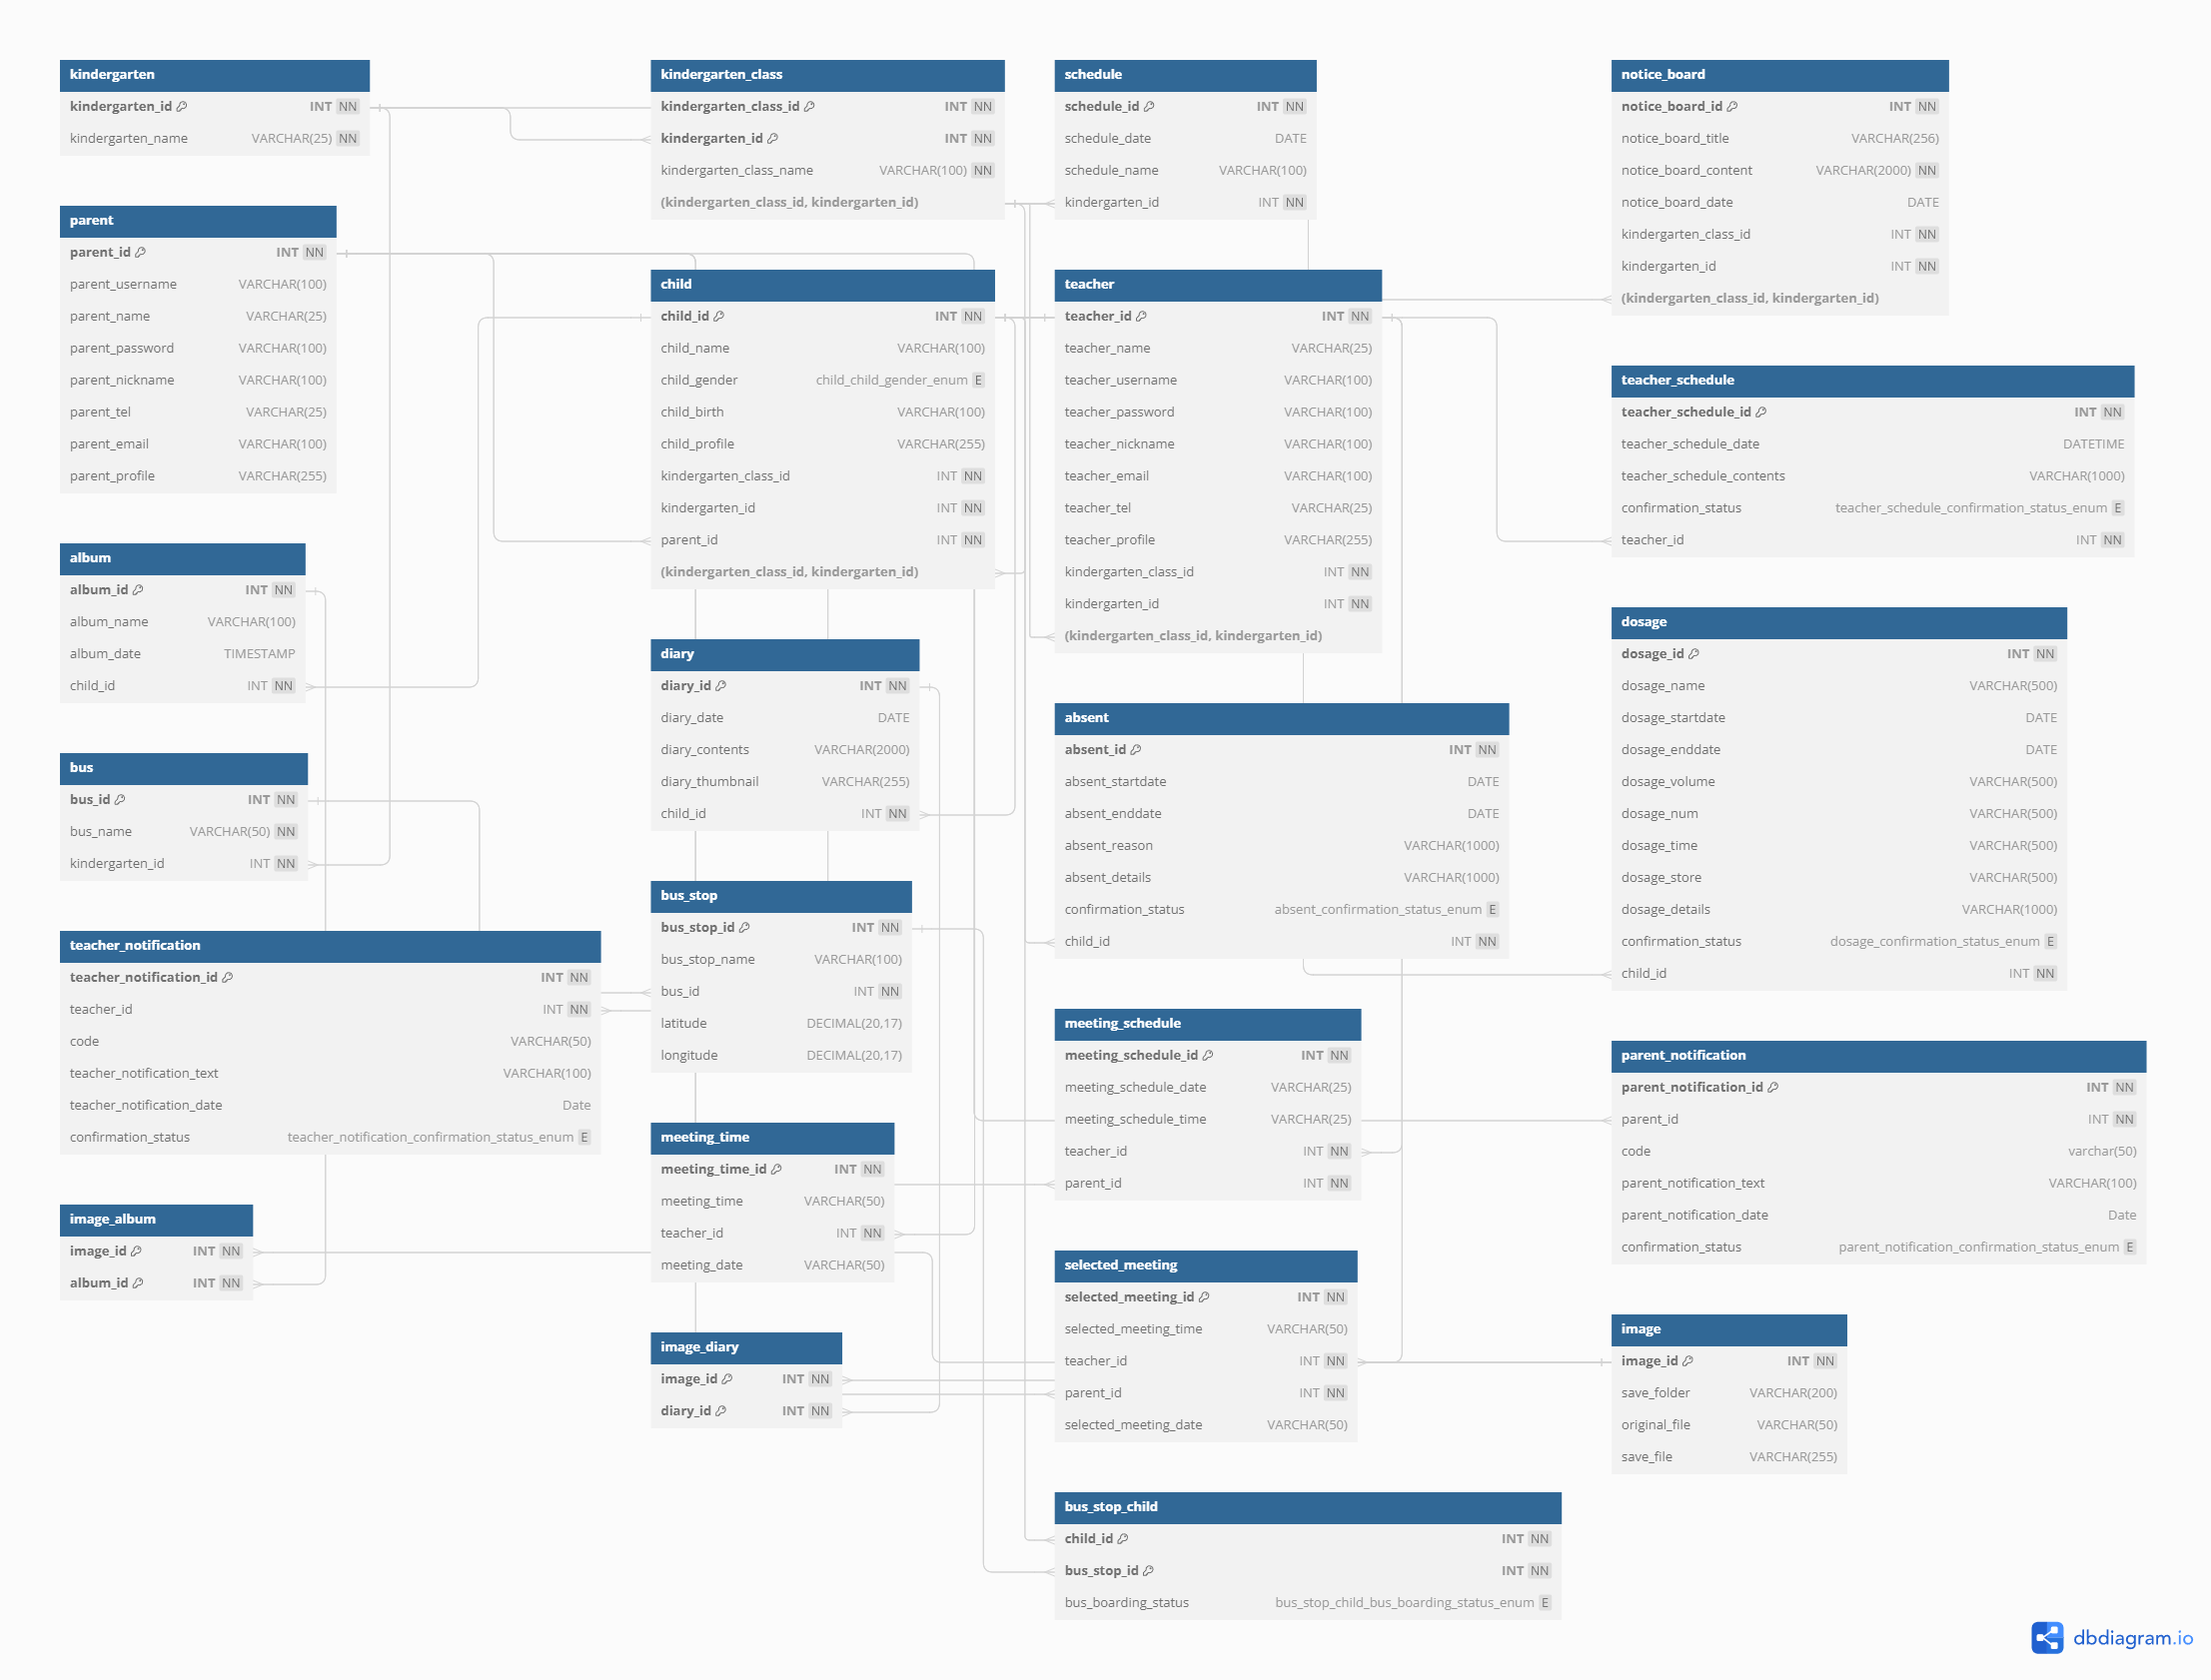 kindergarten
kindergarten_id INT NN
kindergarten_name VARCHAR(25) NN
parent
parent_id INT NN
parent_username VARCHAR(100)
parent_name VARCHAR(25)
parent_password VARCHAR(100)
parent_nickname VARCHAR(100)
parent_tel VARCHAR(25)
parent_email VARCHAR(100)
parent_profile VARCHAR(255)
album
album_id INT NN
album_name VARCHAR(100)
album_date TIMESTAMP
child_id INT NN
bus
bus_id INT NN
bus_name VARCHAR(50) NN
kindergarten_id INT NN
teacher_notification
teacher_notification_id INT NN
teacher_id INT NN
code VARCHAR(50)
teacher_notification_text VARCHAR(100)
teacher_notification_date Date
confirmation_status teacher_notification_confirmation_status_enum E
image_album
image_id INT NN
album_id INT NN
kindergarten_class
kindergarten_class_id INT NN
kindergarten_id INT NN
kindergarten_class_name VARCHAR(100) NN
(kindergarten_class_id, kindergarten_id)
child
child_id INT NN
child_name VARCHAR(100)
child_gender child_child_gender_enum E
child_birth VARCHAR(100)
child_profile VARCHAR(255)
kindergarten_class_id INT NN
kindergarten_id INT NN
parent_id INT NN
(kindergarten_class_id, kindergarten_id)
diary
diary_id INT NN
diary_date DATE
diary_contents VARCHAR(2000)
diary_thumbnail VARCHAR(255)
child_id INT NN
bus_stop
bus_stop_id INT NN
bus_stop_name VARCHAR(100)
bus_id INT NN
latitude DECIMAL(20,17)
longitude DECIMAL(20,17)
meeting_time
meeting_time_id INT NN
meeting_time VARCHAR(50)
teacher_id INT NN
meeting_date VARCHAR(50)
image_diary
image_id INT NN
diary_id INT NN
schedule
schedule_id INT NN
schedule_date DATE
schedule_name VARCHAR(100)
kindergarten_id INT NN
teacher
teacher_id INT NN
teacher_name VARCHAR(25)
teacher_username VARCHAR(100)
teacher_password VARCHAR(100)
teacher_nickname VARCHAR(100)
teacher_email VARCHAR(100)
teacher_tel VARCHAR(25)
teacher_profile VARCHAR(255)
kindergarten_class_id INT NN
kindergarten_id INT NN
(kindergarten_class_id, kindergarten_id)
absent
absent_id INT NN
absent_startdate DATE
absent_enddate DATE
absent_reason VARCHAR(1000)
absent_details VARCHAR(1000)
confirmation_status absent_confirmation_status_enum E
child_id INT NN
meeting_schedule
meeting_schedule_id INT NN
meeting_schedule_date VARCHAR(25)
meeting_schedule_time VARCHAR(25)
teacher_id INT NN
parent_id INT NN
selected_meeting
selected_meeting_id INT NN
selected_meeting_time VARCHAR(50)
teacher_id INT NN
parent_id INT NN
selected_meeting_date VARCHAR(50)
bus_stop_child
child_id INT NN
bus_stop_id INT NN
bus_boarding_status bus_stop_child_bus_boarding_status_enum E
notice_board
notice_board_id INT NN
notice_board_title VARCHAR(256)
notice_board_content VARCHAR(2000) NN
notice_board_date DATE
kindergarten_class_id INT NN
kindergarten_id INT NN
(kindergarten_class_id, kindergarten_id)
teacher_schedule
teacher_schedule_id INT NN
teacher_schedule_date DATETIME
teacher_schedule_contents VARCHAR(1000)
confirmation_status teacher_schedule_confirmation_status_enum E
teacher_id INT NN
dosage
dosage_id INT NN
dosage_name VARCHAR(500)
dosage_startdate DATE
dosage_enddate DATE
dosage_volume VARCHAR(500)
dosage_num VARCHAR(500)
dosage_time VARCHAR(500)
dosage_store VARCHAR(500)
dosage_details VARCHAR(1000)
confirmation_status dosage_confirmation_status_enum E
child_id INT NN
parent_notification
parent_notification_id INT NN
parent_id INT NN
code varchar(50)
parent_notification_text VARCHAR(100)
parent_notification_date Date
confirmation_status parent_notification_confirmation_status_enum E
image
image_id INT NN
save_folder VARCHAR(200)
original_file VARCHAR(50)
save_file VARCHAR(255)
dbdiagram.io